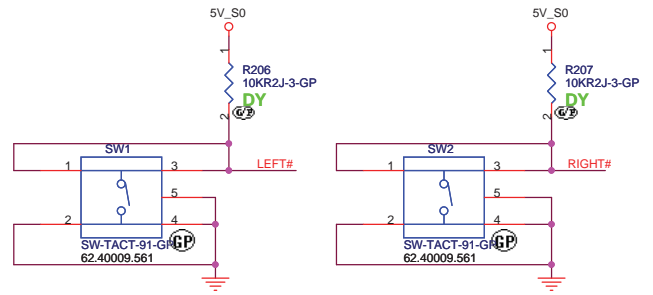 5V_S0
5V_S0
1
R206
10KR2J-3-GP
DY
G/P
2
1
R207
10KR2J-3-GP
DY
G/P
2
SW1
1
3
LEFT#
5
2
4
SW-TACT-91-GP
GP
62.40009.561
SW2
1
3
RIGHT#
5
2
4
SW-TACT-91-GP
GP
62.40009.561